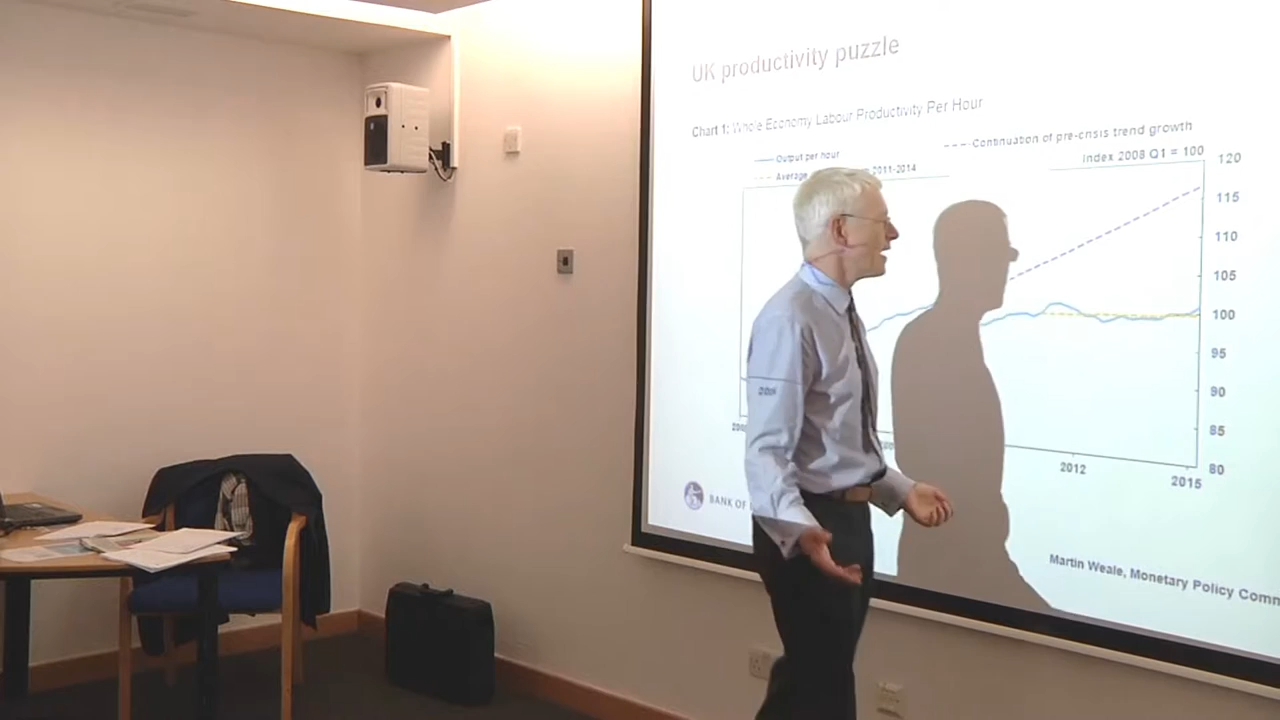 UK productivity puzzle
Chart 1: Whole Economy Labour Productivity Per Hour
Output per hour
Continuation of pre-crisis trend growth
Average 2011-2014
Index 2008 Q1 = 100
120
115
110
105
100
95
90
85
80
2012
2015
BANK OF
Martin Weale, Monetary Policy Comm